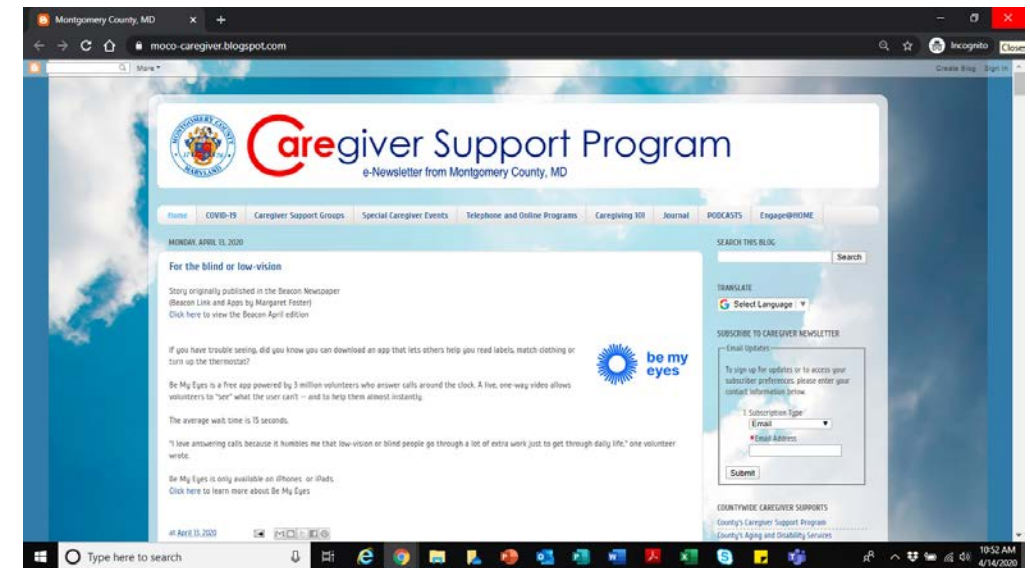 Montgomery County, MD
moco-caregiver.blogspot.com
Incognito
Close
More
Create Blog Sign In
MONTGOMERY COUNTY
17 76
MARYLAND
Caregiver Support Program
e-Newsletter from Montgomery County, MD
Home COVID-19 Caregiver Support Groups Special Caregiver Events Telephone and Online Programs Caregiving 101 Journal PODCASTS Engage@HOME
MONDAY, APRIL 13, 2020
For the blind or low-vision
Story originally published in the Beacon Newspaper
(Beacon Link and Apps by Margaret Foster)
Click here to view the Beacon April edition
If you have trouble seeing, did you know you can download an app that lets others help you read labels, match clothing or
turn up the thermostat?
be my
eyes
Be My Eyes is a free app powered by 3 million volunteers who answer calls around the clock. A live, one-way video allows
volunteers to "see" what the user can't — and to help them almost instantly.
The average wait time is 15 seconds.
"I love answering calls because it humbles me that low-vision or blind people go through a lot of extra work just to get through daily life," one volunteer
wrote.
Be My Eyes is only available on iPhones or iPads.
Click here to learn more about Be My Eyes
at April 13, 2020
SEARCH THIS BLOG
Search
TRANSLATE
Select Language
SUBSCRIBE TO CAREGIVER NEWSLETTER
Email Updates
To sign up for updates or to access your
subscriber preferences, please enter your
contact information below.
1. Subscription Type
Email
*Email Address
Submit
COUNTYWIDE CAREGIVER SUPPORTS
County's Caregiver Support Program
County's Aging and Disability Services
Type here to search
10:52 AM
4/14/2020